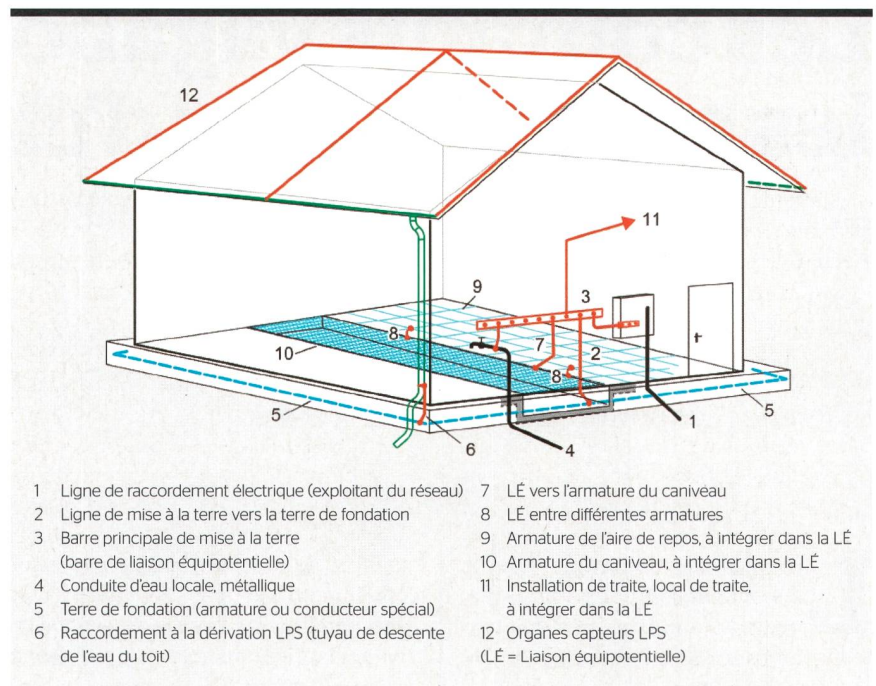 12
11
9
3
8
7
10
2
8
5
5
1
6
4
1 Ligne de raccordement électrique (exploitant du réseau)
2 Ligne de mise à la terre vers la terre de fondation
3 Barre principale de mise à la terre
(barre de liaison équipotentielle)
4 Conduite d'eau locale, métallique
5 Terre de fondation (armature ou conducteur spécial)
6 Raccordement à la dérivation LPS (tuyau de descente
de l'eau du toit)
7 LÉ vers l'armature du caniveau
8 LÉ entre différentes armatures
9 Armature de l'aire de repos, à intégrer dans la LÉ
10 Armature du caniveau, à intégrer dans la LÉ
11 Installation de traite, local de traite,
à intégrer dans la LÉ
12 Organes capteurs LPS
(LÉ = Liaison équipotentielle)